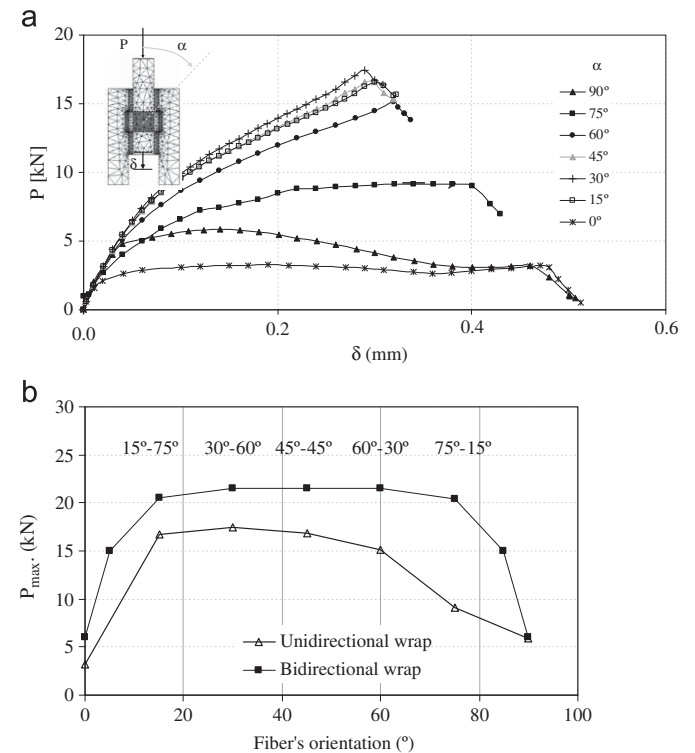 a
20
15
10
5
0
P [kN]
P
α
δ
α
90º
75º
60º
45º
30º
15º
0º
0.0
0.2
0.4
0.6
δ (mm)
b
30
25
20
15
10
5
0
Pmax. (kN)
15º-75º 30º-60º 45º-45º 60º-30º 75º-15º
Unidirectional wrap
Bidirectional wrap
0
20
40
60
80
100
Fiber's orientation (º)